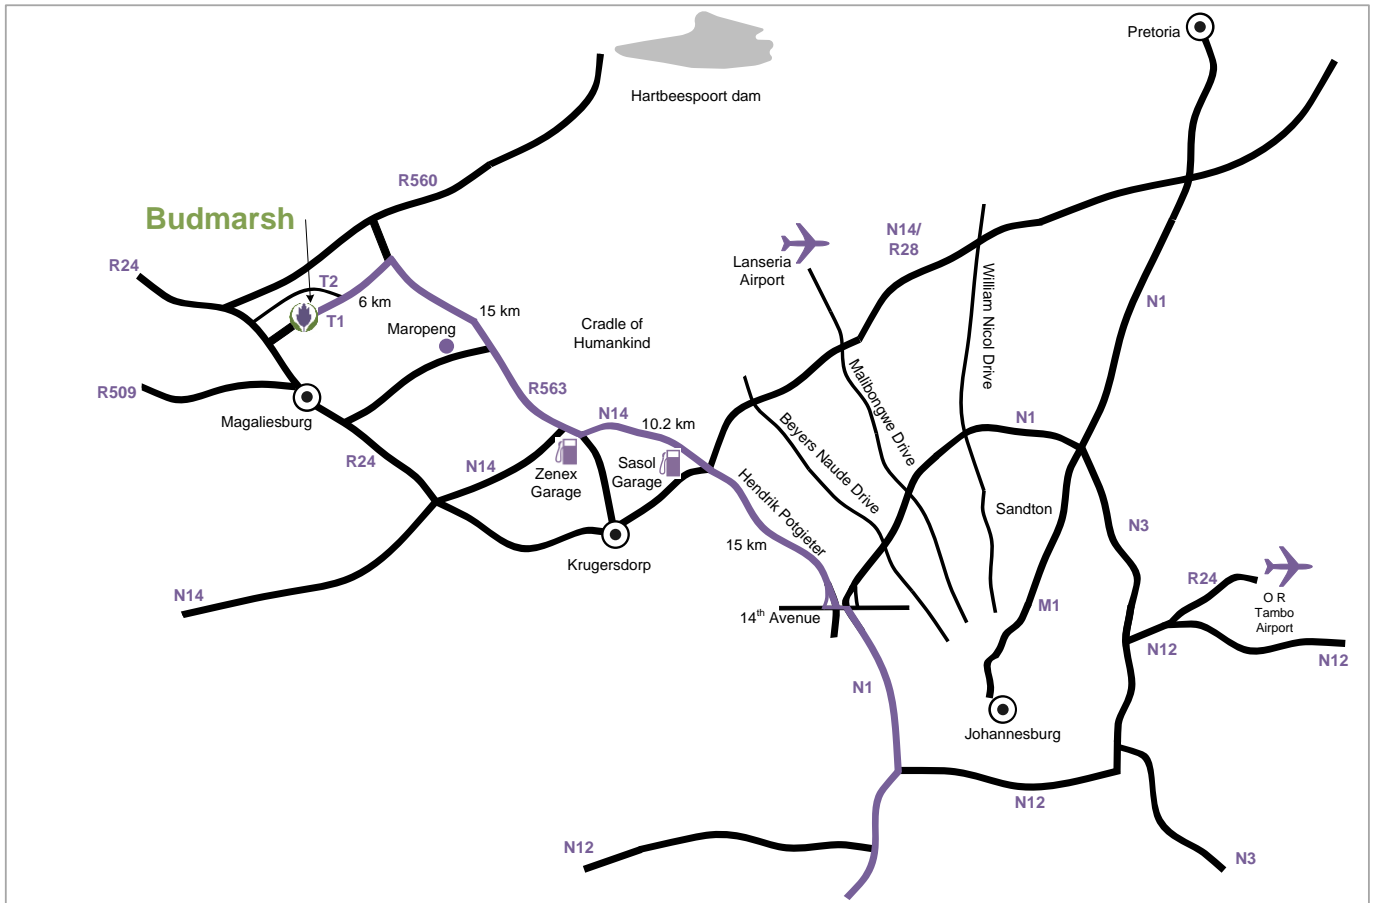 Pretoria
Hartbeespoort dam
R560
Budmarsh
N14/
R28
Lanseria
Airport
R24
T2
6 km
T1
15 km
Maropeng
Cradle of
Humankind
William Nicol Drive
N1
R509
Magaliesburg
R563
N14
10.2 km
Malibongwe Drive
Beyers Naude Drive
N1
R24
N14
Zenex
Garage
Sasol
Garage
Hendrik Potgieter
15 km
Sandton
N3
Krugersdorp
N14
14th Avenue
M1
R24
O R
Tambo
Airport
N12
N12
N1
Johannesburg
N12
N12
N3